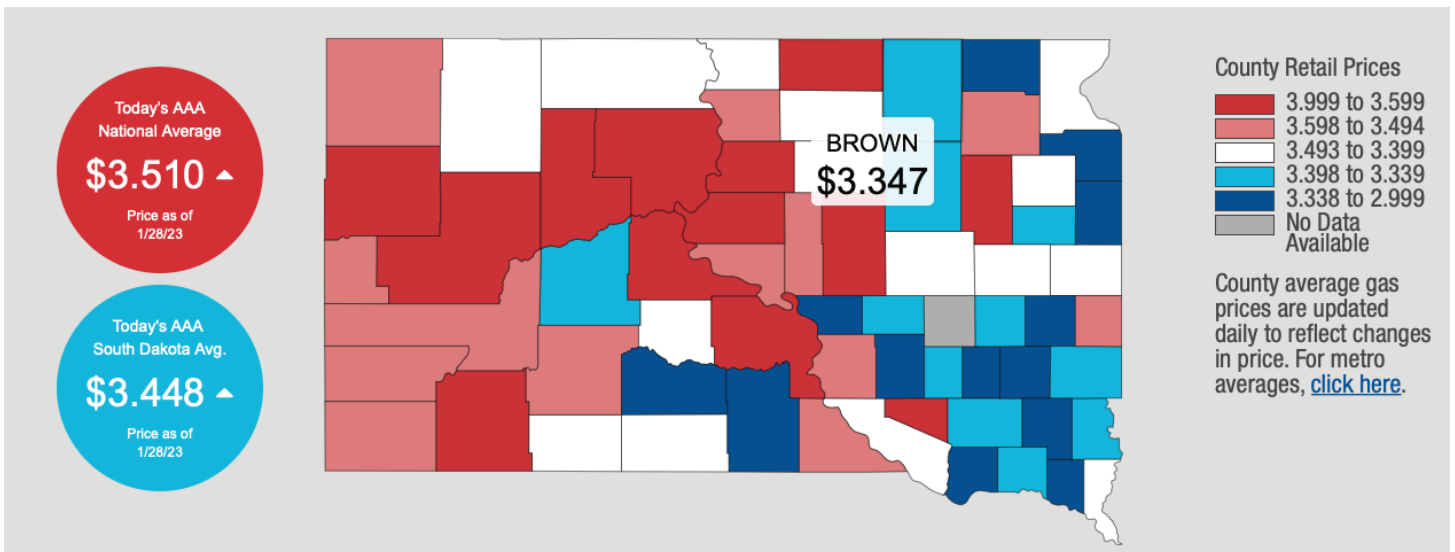 Today's AAA
National Average
$3.510
Price as of
1/28/23
Today's AAA
South Dakota Avg.
$3.448
Price as of
1/28/23
BROWN
$3.347
County Retail Prices
3.999 to 3.599
3.598 to 3.494
3.493 to 3.399
3.398 to 3.339
3.338 to 2.999
No Data
Available
County average gas
prices are updated
daily to reflect changes
in price. For metro
averages, click here.